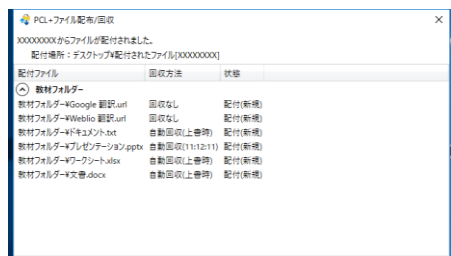 PCL+ファイル配布/回収
XXXXXXXXからファイルが配付されました。
配付場所：デスクトップ¥配付されたファイル[XXXXXXXX]
配付ファイル 回収方法 状態
教材フォルダー
教材フォルダー¥Google 翻訳.url 回収なし 配付(新規)
教材フォルダー¥Weblio 翻訳.url 回収なし 配付(新規)
教材フォルダー¥ドキュメント.txt 自動回収(上書時) 配付(新規)
教材フォルダー¥プレゼンテーション.pptx 自動回収(11:12:11) 配付(新規)
教材フォルダー¥ワークシート.xlsx 自動回収(上書時) 配付(新規)
教材フォルダー¥文書.docx 自動回収(上書時) 配付(新規)